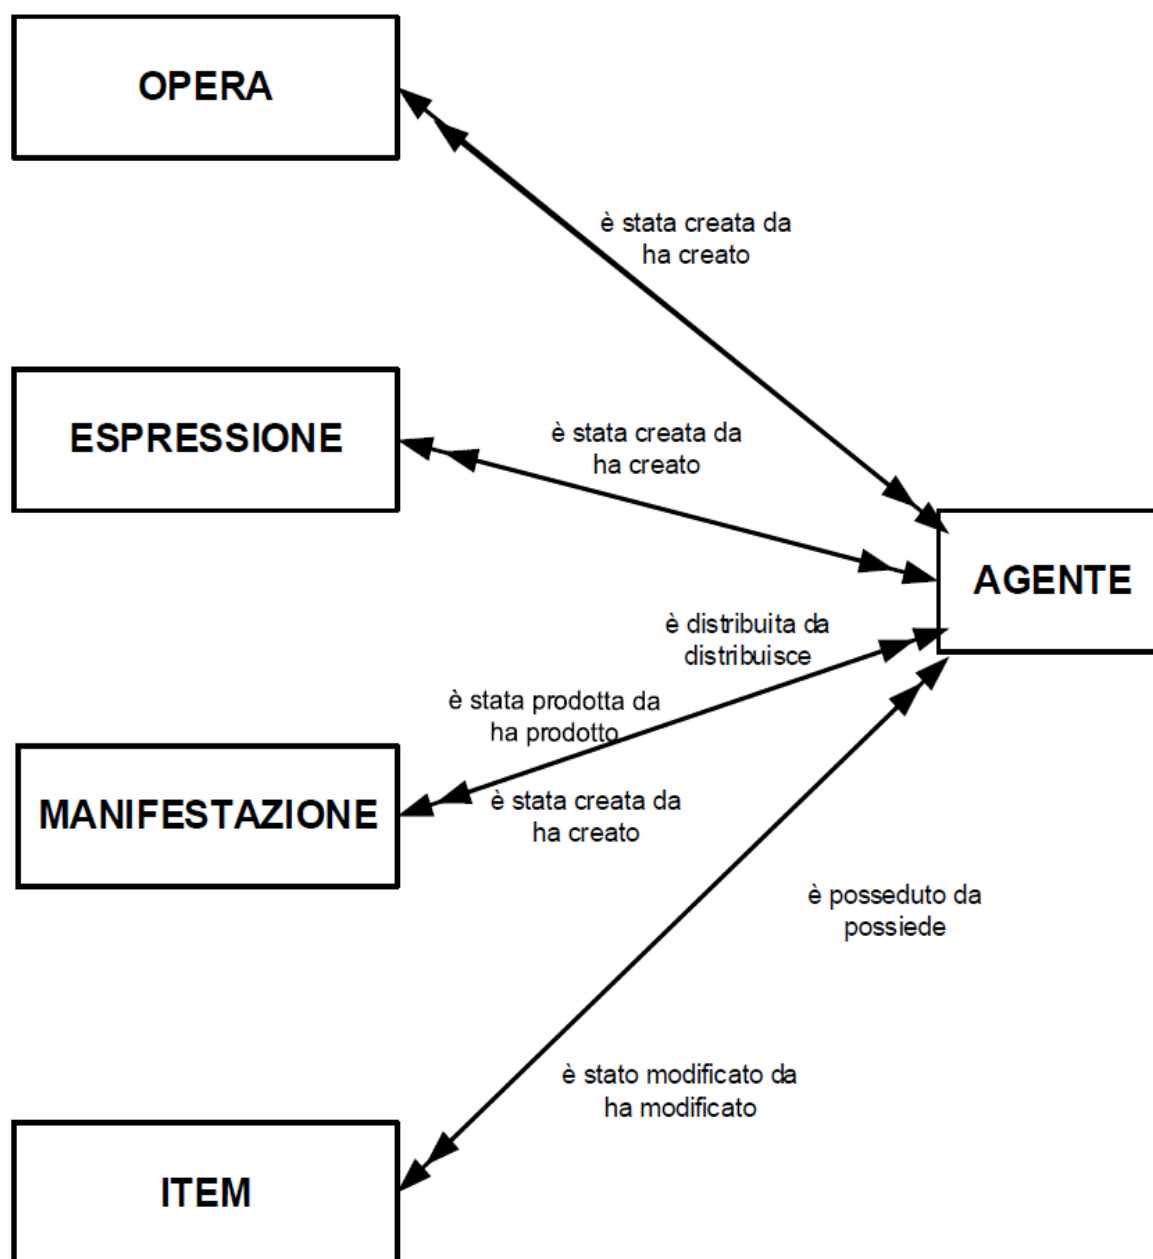 OPERA
è stata creata da
ha creato
ESPRESSIONE
è stata creata da
ha creato
AGENTE
è distribuita da
distribuisce
è stata prodotta da
ha prodotto
MANIFESTAZIONE
è stata creata da
ha creato
è posseduto da
possiede
è stato modificato da
ha modificato
ITEM